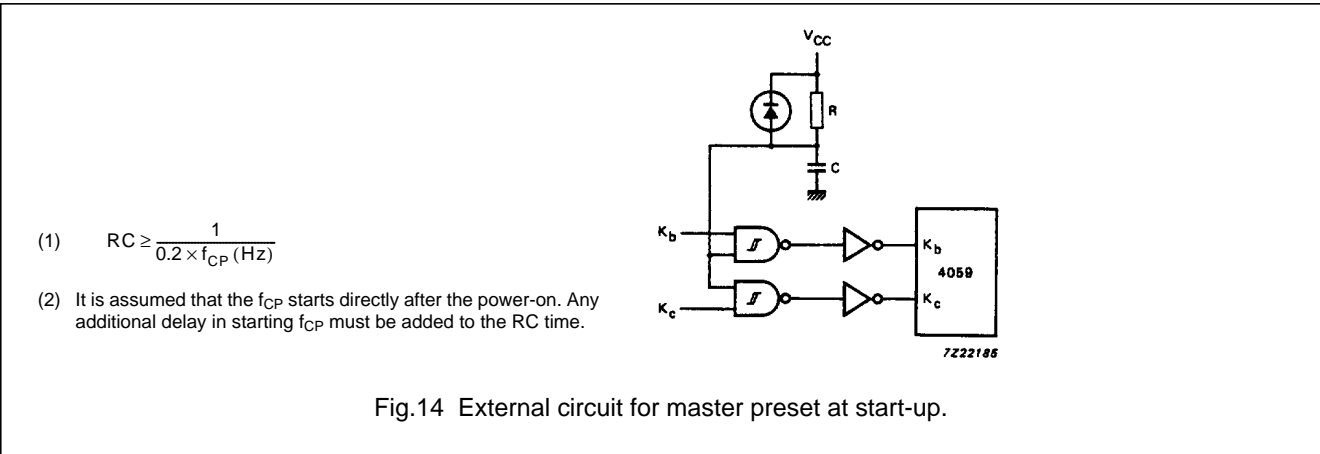 V_CC
R
C
(1) RC ≥ 1 / (0.2 × f_CP (Hz))
K_b
K_b
4059
K_c
K_c
(2) It is assumed that the f_CP starts directly after the power-on. Any
additional delay in starting f_CP must be added to the RC time.
7Z22185
Fig.14 External circuit for master preset at start-up.